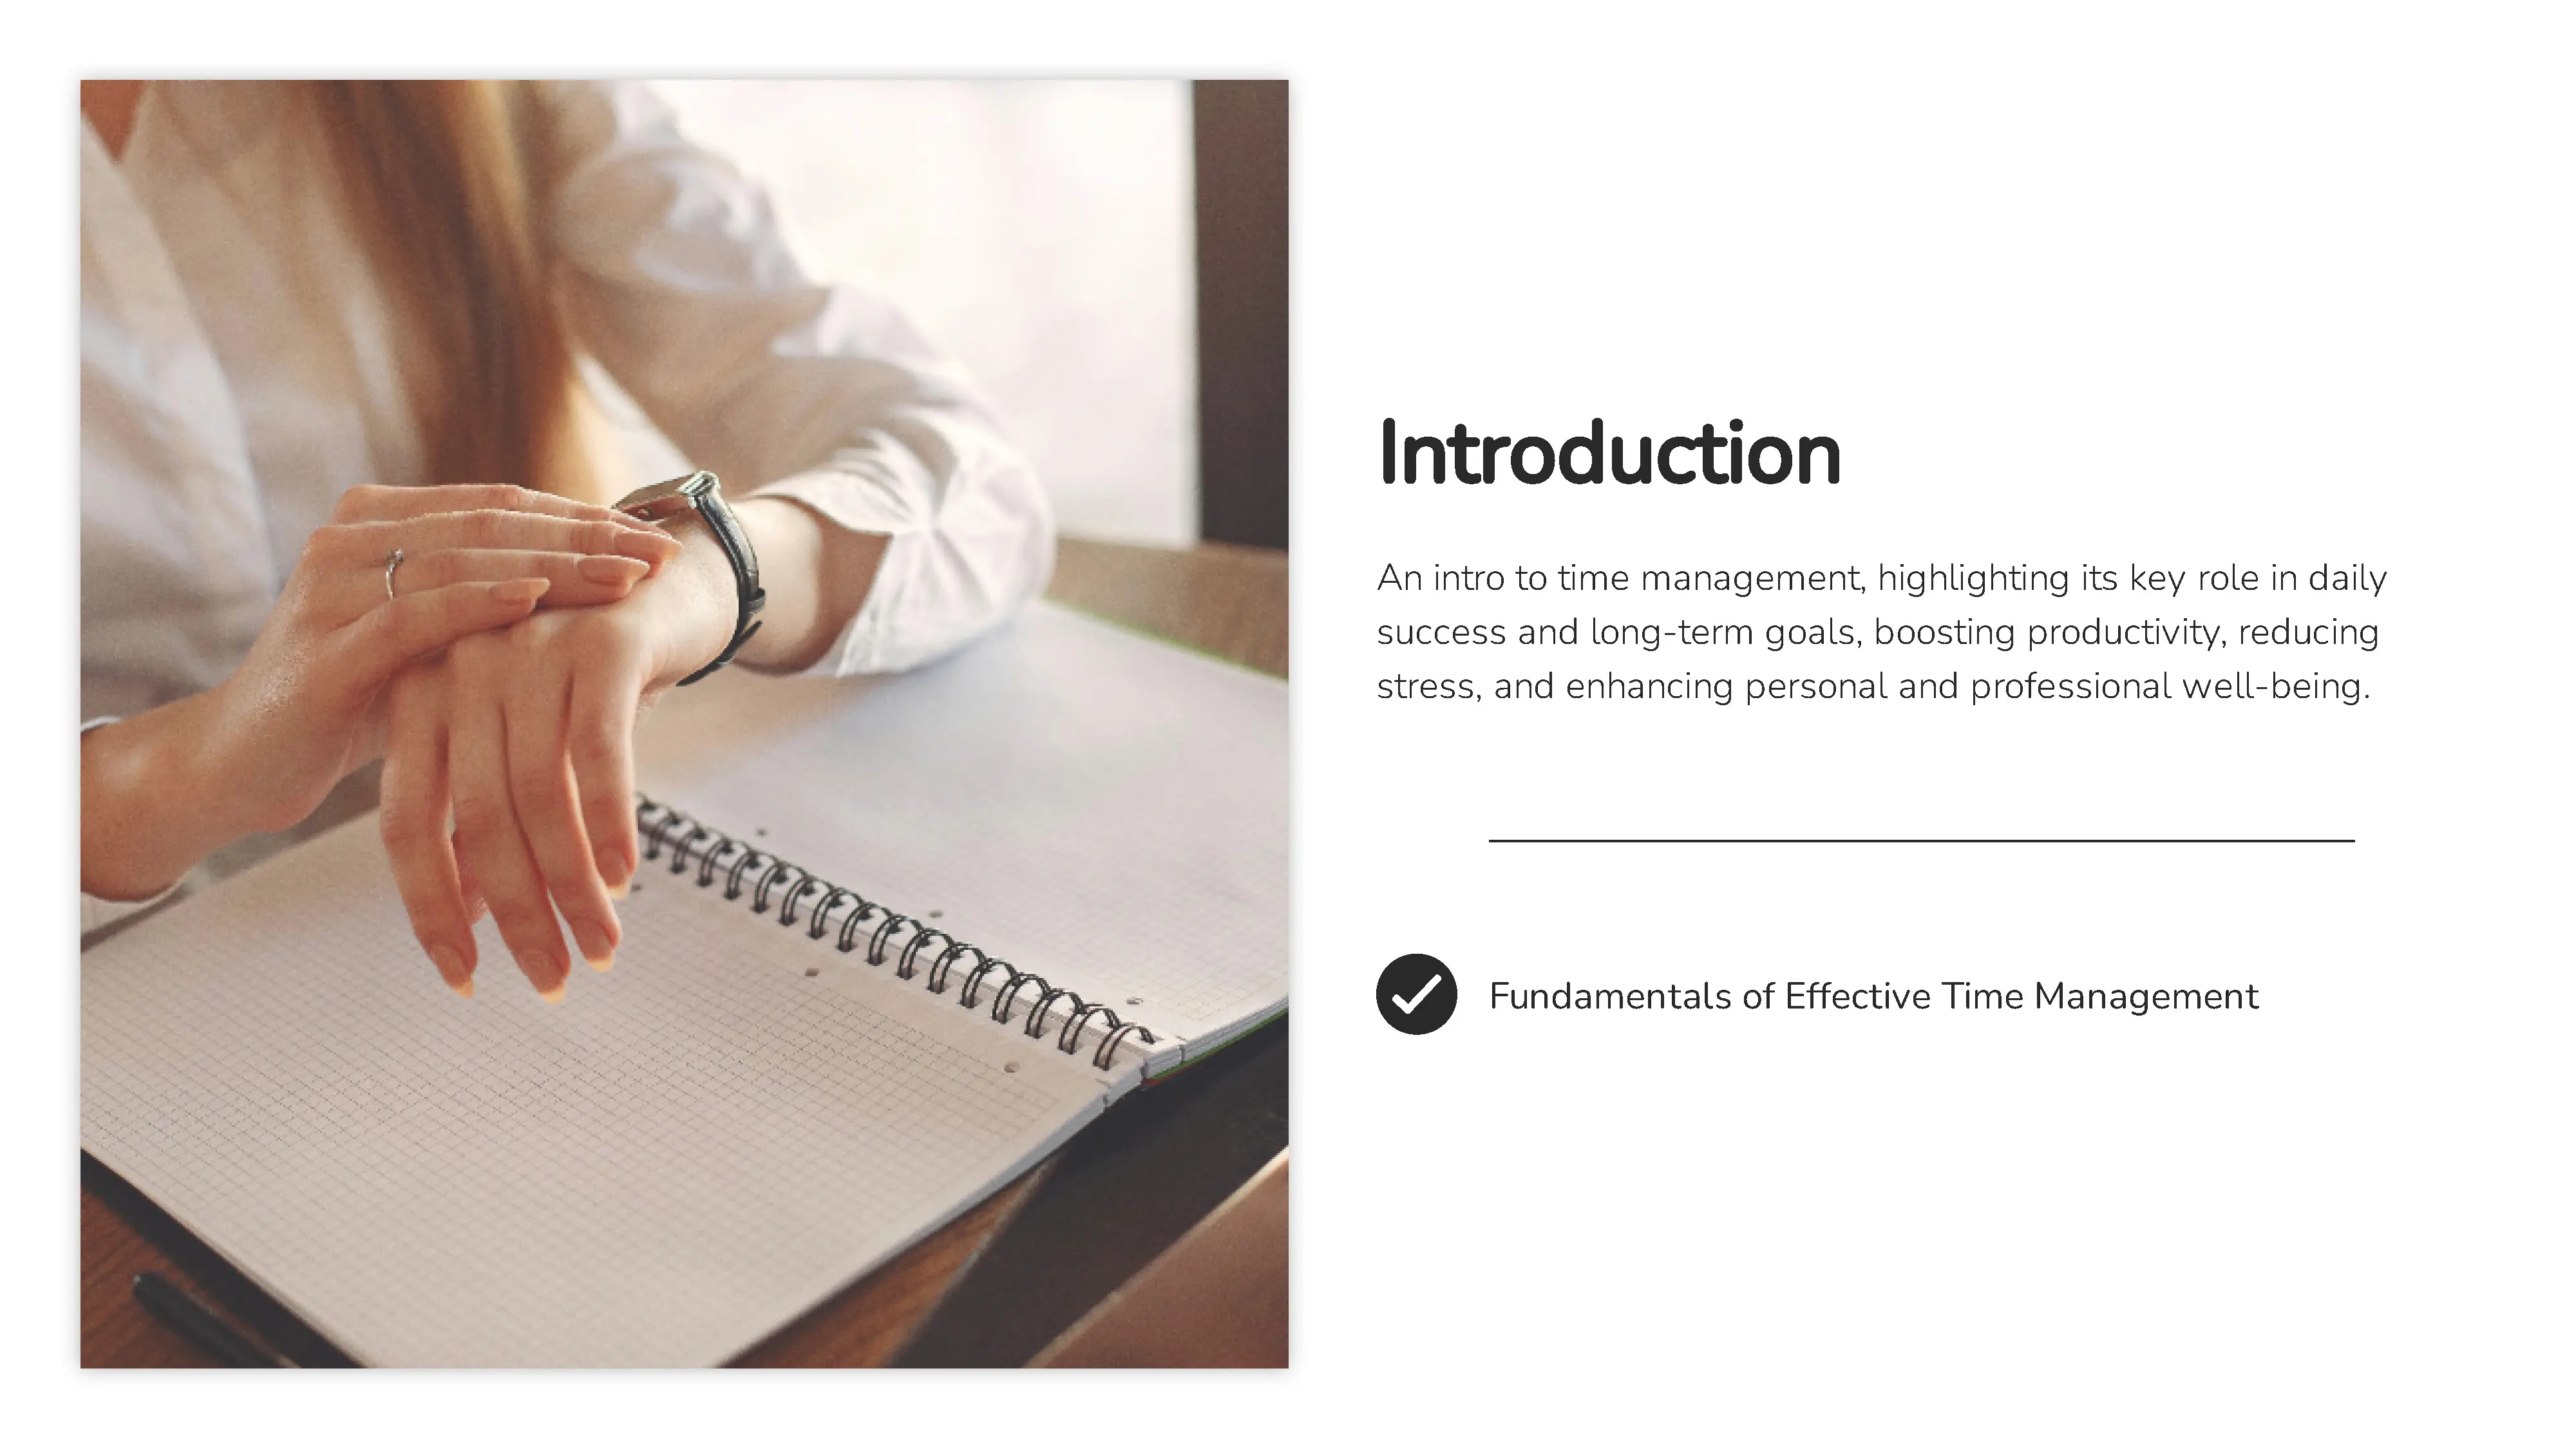 Introduction
An intro to time management, highlighting its key role in daily
success and long-term goals, boosting productivity, reducing
stress, and enhancing personal and professional well-being.
Fundamentals of Effective Time Management